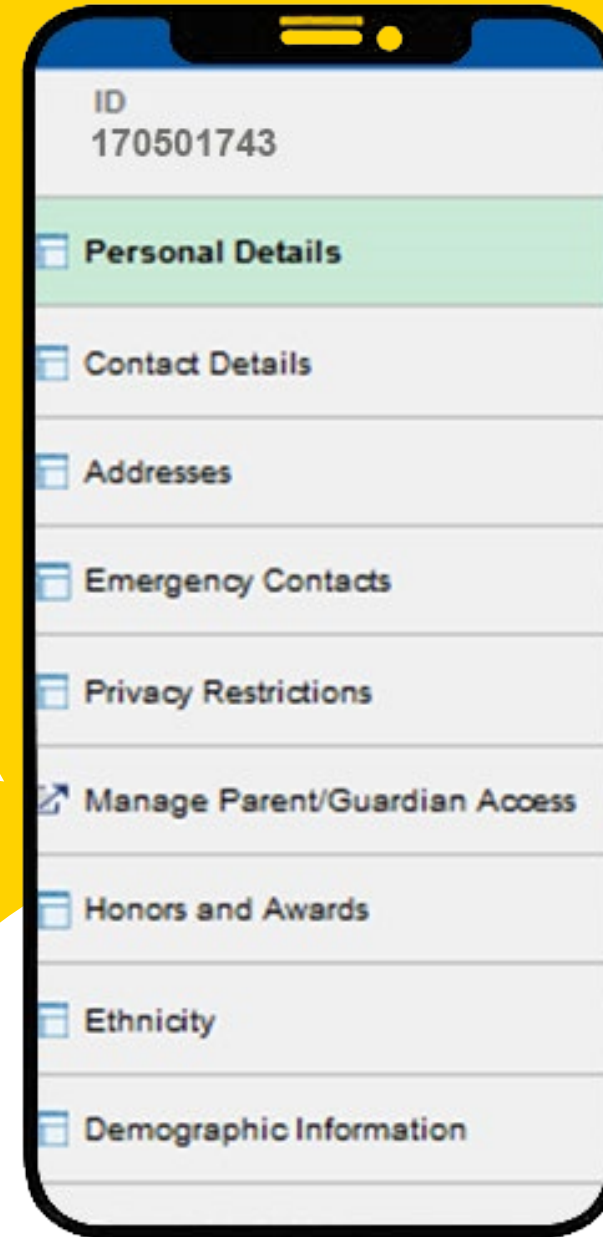 ID
170501743
Personal Details
Contact Details
Addresses
Emergency Contacts
Privacy Restrictions
Manage Parent/Guardian Access
Honors and Awards
Ethnicity
Demographic Information